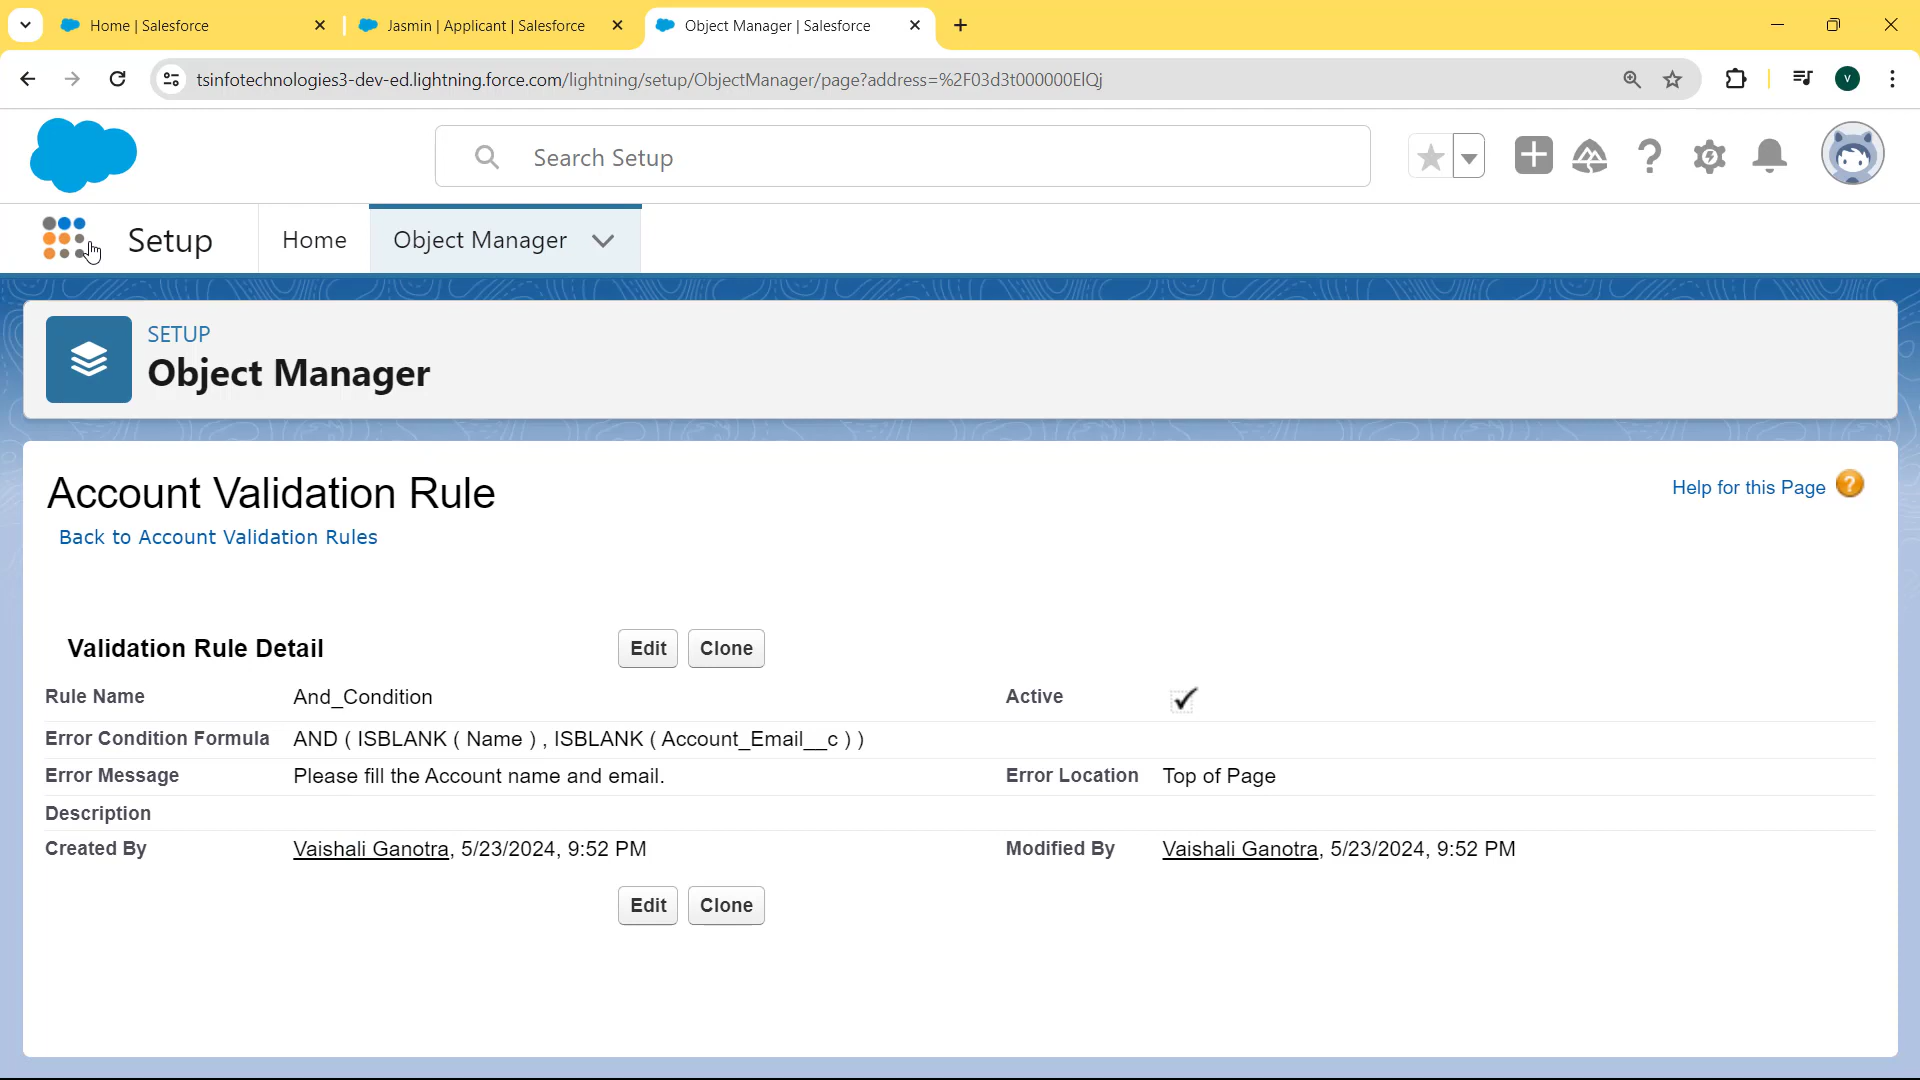 Home | Salesforce
Jasmin | Applicant | Salesforce
Object Manager | Salesforce
tsinfotechnologies3-dev-ed.lightning.force.com/lightning/setup/ObjectManager/page?address=%2F03d3t000000ElQj
V
Search Setup
Setup
Home
Object Manager
SETUP
Object Manager
Account Validation Rule
Help for this Page ?
Back to Account Validation Rules
Validation Rule Detail
Edit
Clone
Rule Name And_Condition Active
Error Condition Formula AND ( ISBLANK ( Name ) , ISBLANK ( Account_Email__c ) )
Error Message Please fill the Account name and email. Error Location Top of Page
Description
Created By Vaishali Ganotra, 5/23/2024, 9:52 PM Modified By Vaishali Ganotra, 5/23/2024, 9:52 PM
Edit
Clone